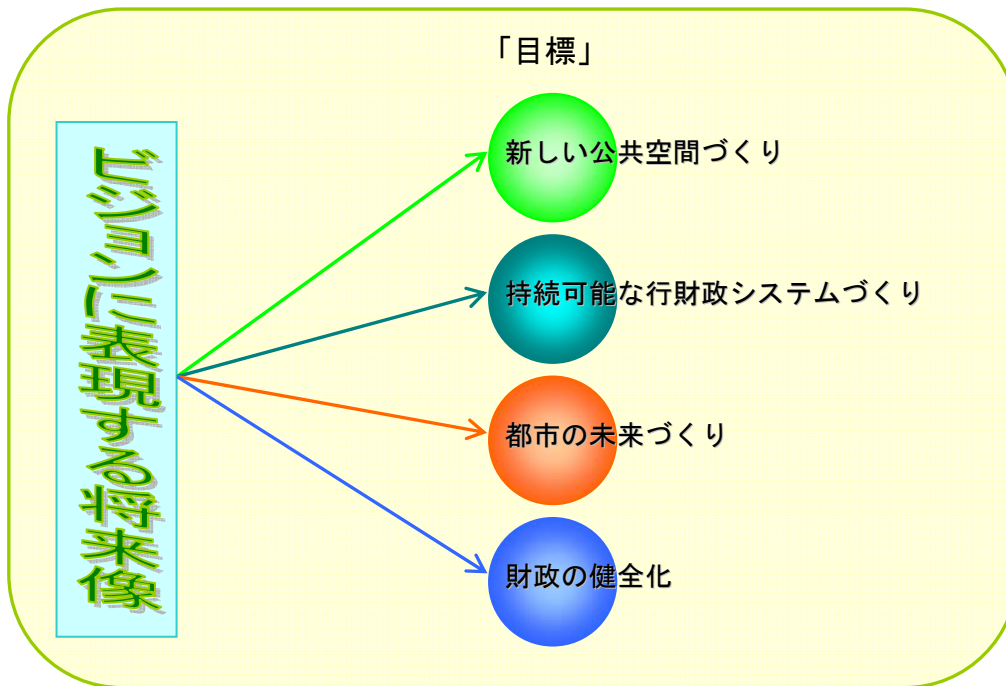 「目標」
ビジョンに表現する将来像
新しい公共空間づくり
持続可能な行財政システムづくり
都市の未来づくり
財政の健全化